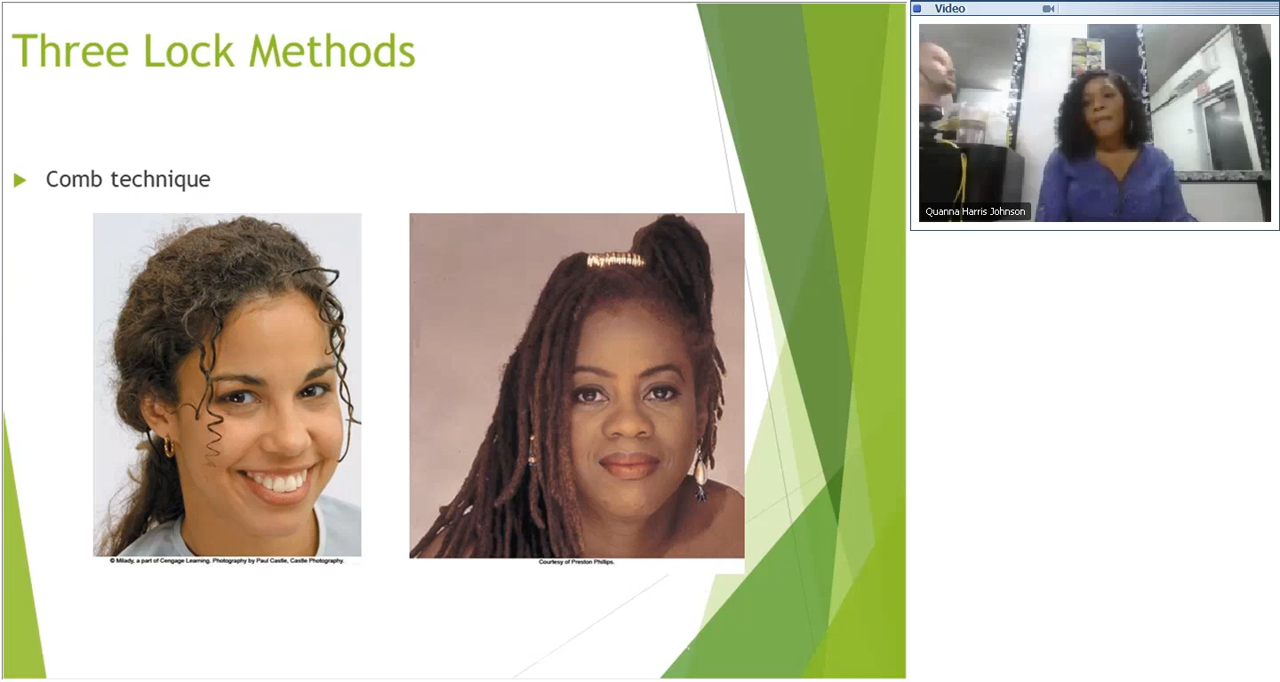 Three Lock Methods
Comb technique
© Milady, a part of Cengage Learning. Photography by Paul Castle, Castle Photography.
Courtesy of Preston Phillips.
Video
Quanna Harris Johnson